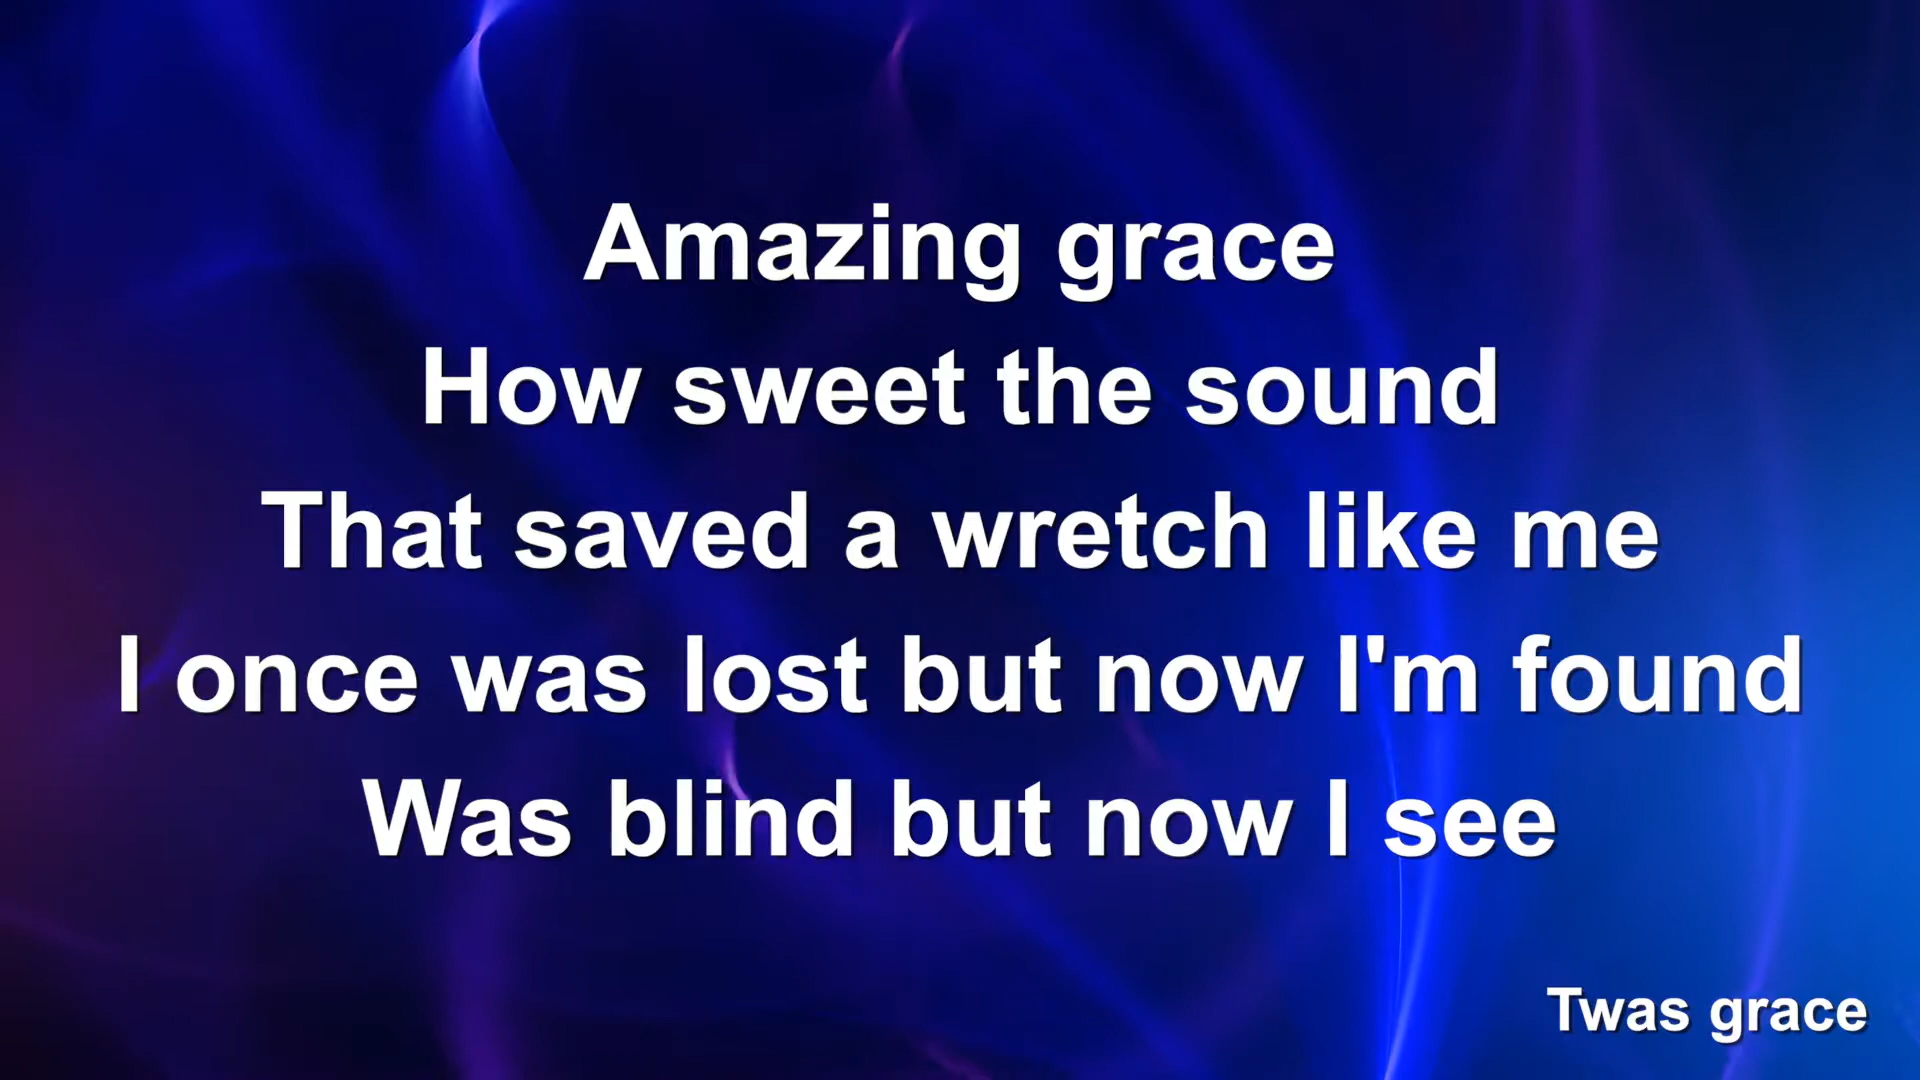 Amazing grace
How sweet the sound
That saved a wretch like me
I once was lost but now I'm found
Was blind but now I see
Twas grace